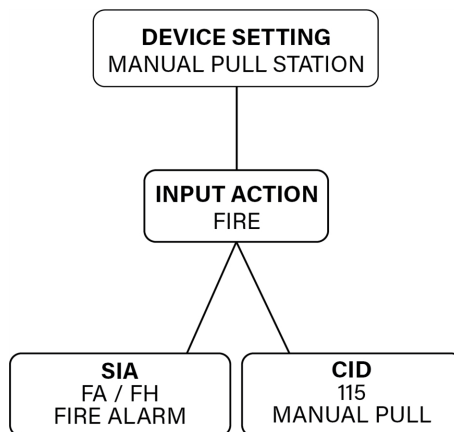 DEVICE SETTING
MANUAL PULL STATION
INPUT ACTION
FIRE
SIA
FA / FH
FIRE ALARM
CID
115
MANUAL PULL